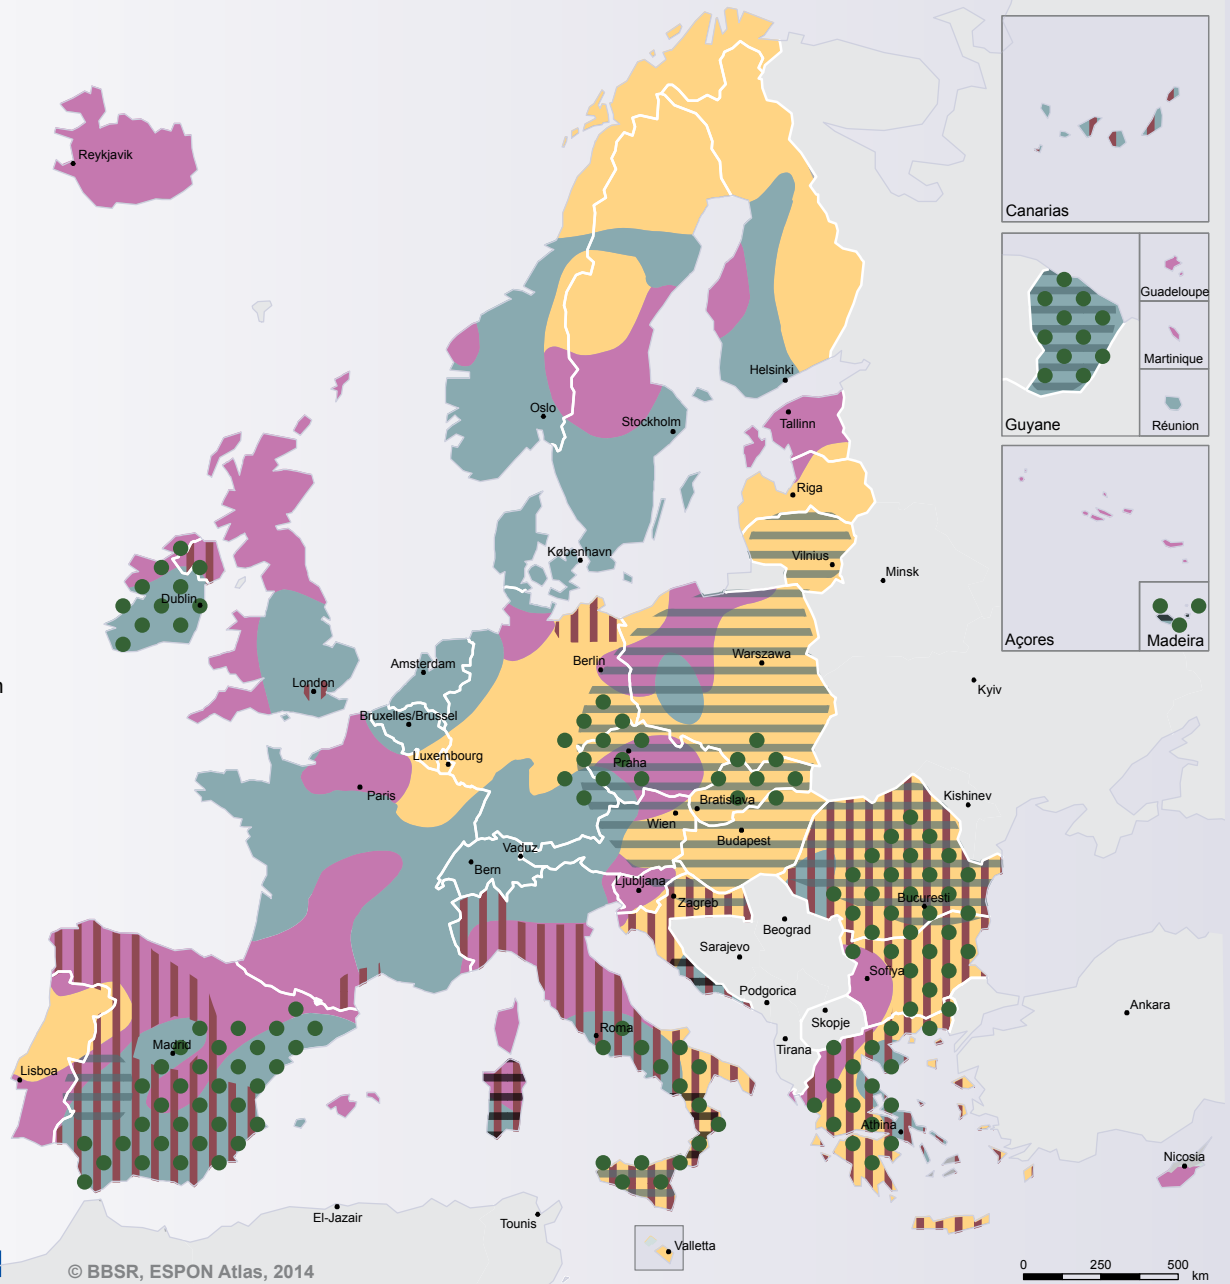 Reykjavik
Canarias
Guadeloupe
Martinique
Guyane
Réunion
Helsinki
Oslo
Stockholm
Tallinn
Riga
København
Vilnius
Minsk
Dublin
Açores
Madeira
Amsterdam
Berlin
Warszawa
n
London
Kyiv
Bruxelles/Brussel
Luxembourg
Praha
Paris
Bratislava
Kishinev
Wien
Budapest
Vaduz
Bern
Ljubljana
Zagreb
Bucuresti
Beograd
Sarajevo
Sofiya
Podgorica
Ankara
Skopje
Roma
Madrid
Tirana
Lisboa
Athina
Nicosia
El-Jazair
Tounis
Valletta
© BBSR, ESPON Atlas, 2014
0 250 500
km